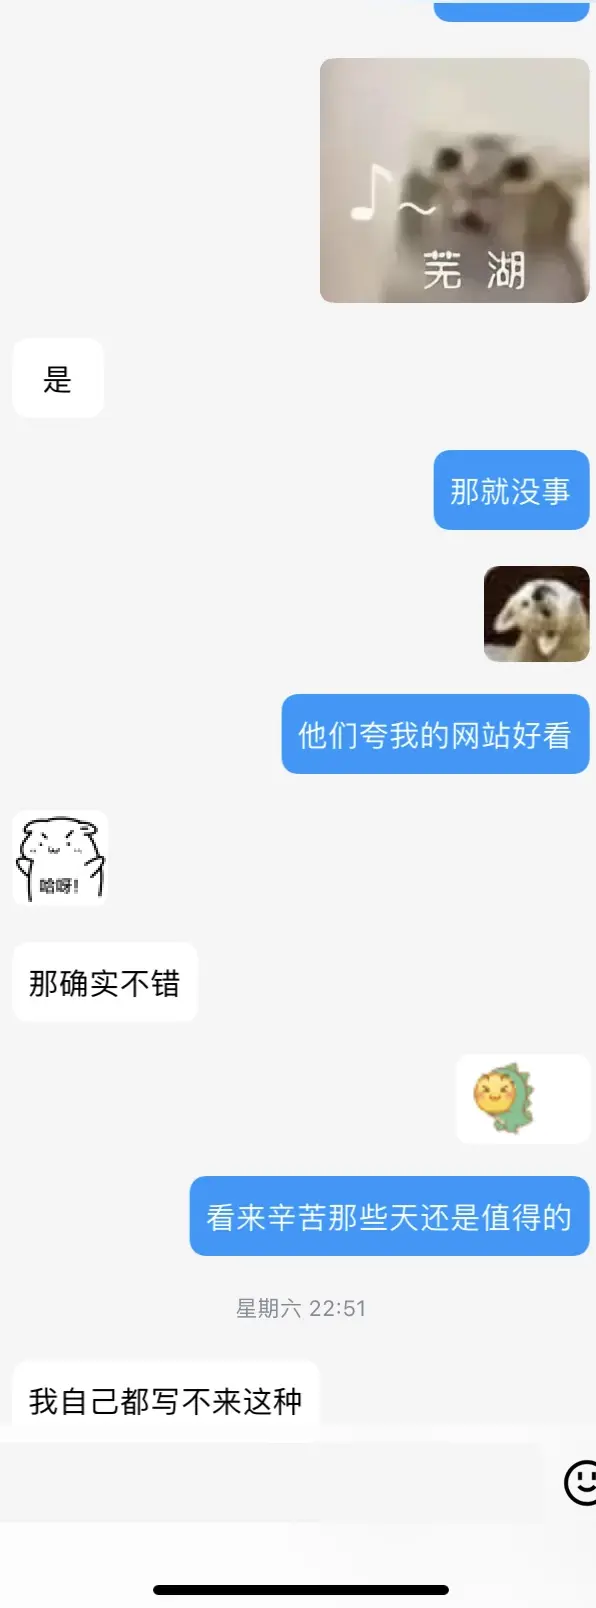 芜 湖
是
那就没事
他们夸我的网站好看
哈呀!
那确实不错
看来辛苦那些天还是值得的
星期六 22:51
我自己都写不来这种